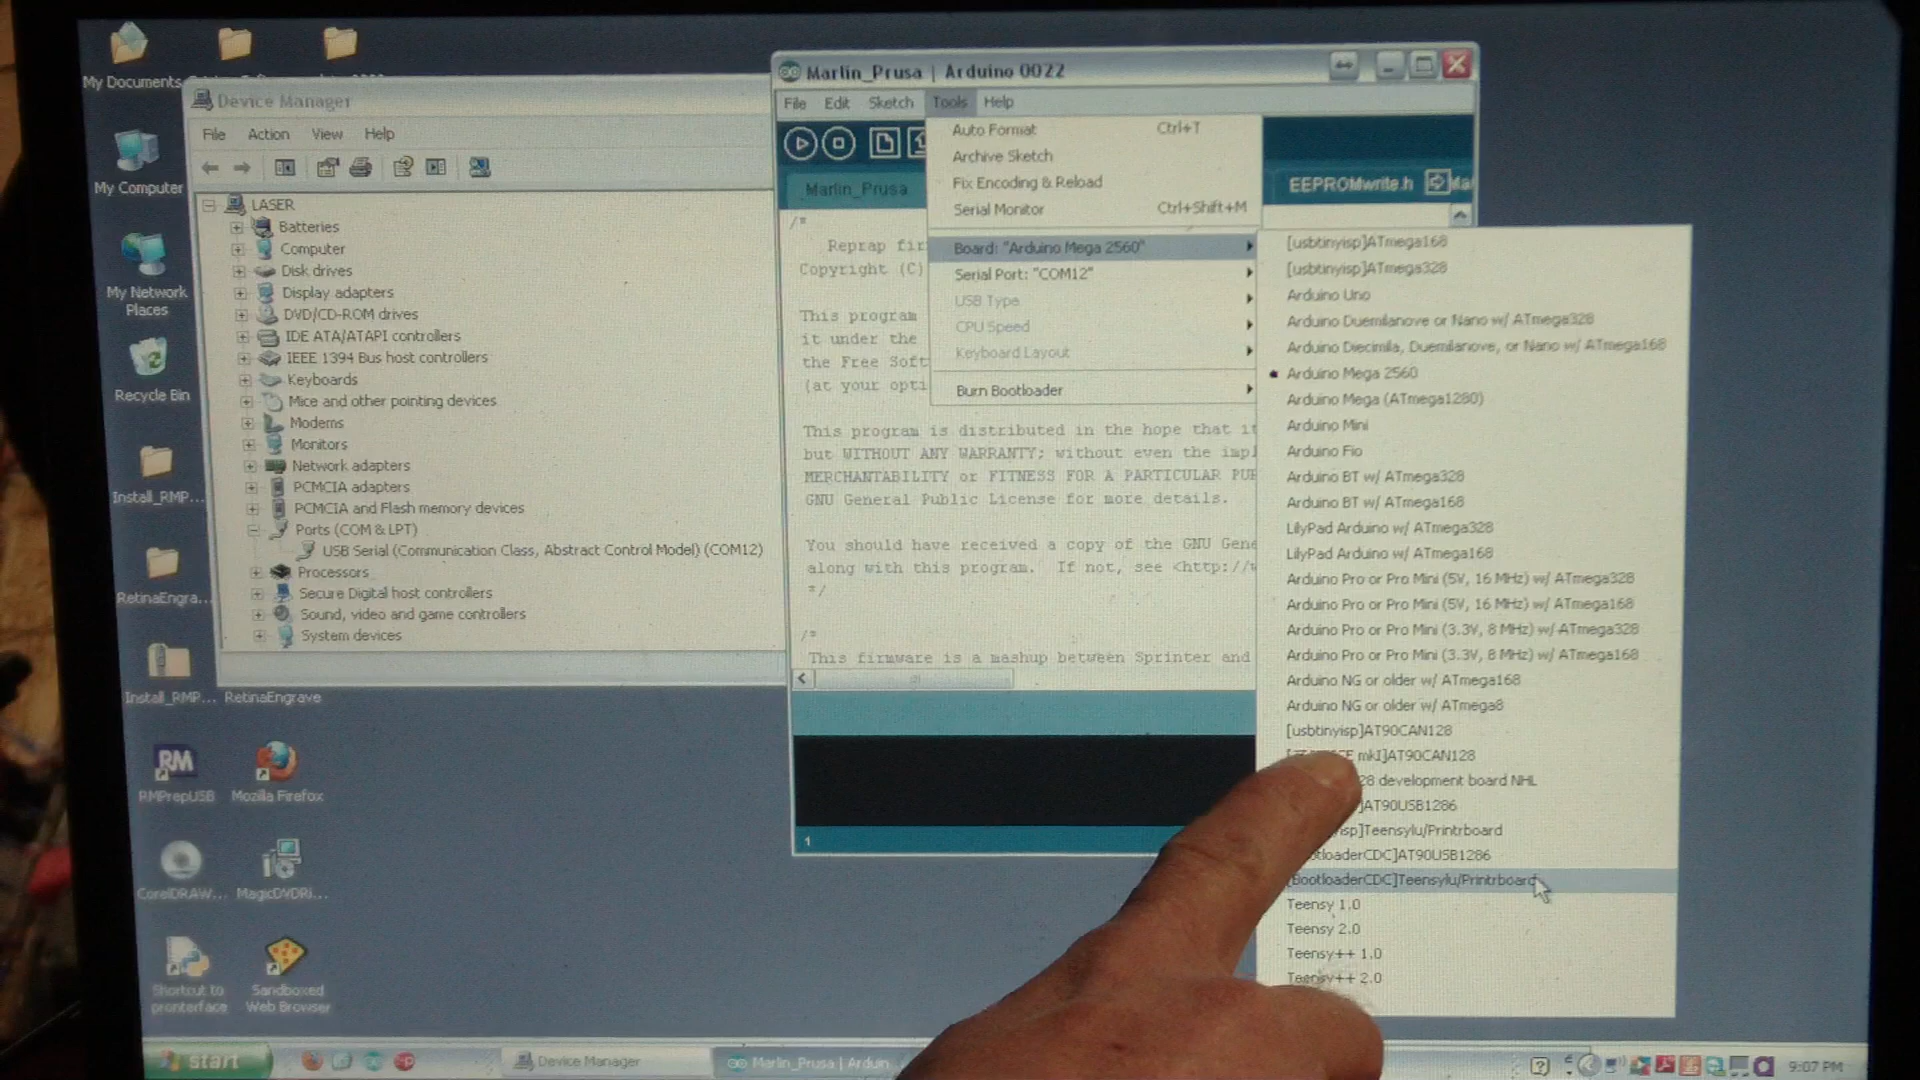 My Documents
My Computer
My Network
Places
Recycle Bin
Install_RMP...
RetinaEngra...
Install_RMP...
RetinaEngrave
RMPrepUSB
Mozilla Firefox
CorelDRAW...
MagicDVDRi...
Shortcut to
pronterface
Sandboxed
Web Browser
Device Manager
File Action View Help
LASER
Batteries
Computer
Disk drives
Display adapters
DVD/CD-ROM drives
IDE ATA/ATAPI controllers
IEEE 1394 Bus host controllers
Keyboards
Mice and other pointing devices
Modems
Monitors
Network adapters
PCMCIA adapters
PCMCIA and Flash memory devices
Ports (COM & LPT)
USB Serial (Communication Class, Abstract Control Model) (COM12)
Processors
Secure Digital host controllers
Sound, video and game controllers
System devices
Marlin_Prusa | Arduino 0022
File Edit Sketch Tools Help
Marlin_Prusa
EEPROMwrite.h
Ma
/*
Reprap fir
Copyright (C)
This program
it under the
the Free Soft
(at your opti
This program is distributed in the hope that it
but WITHOUT ANY WARRANTY; without even the impl
MERCHANTABILITY or FITNESS FOR A PARTICULAR PUR
GNU General Public License for more details.
You should have received a copy of the GNU Gene
along with this program. If not, see <http://w
*/
/*
This firmware is a mashup between Sprinter and
1
Auto Format Ctrl+T
Archive Sketch
Fix Encoding & Reload
Serial Monitor Ctrl+Shift+M
Board: "Arduino Mega 2560"
Serial Port: "COM12"
USB Type
CPU Speed
Keyboard Layout
Burn Bootloader
[usbtinyisp]ATmega168
[usbtinyisp]ATmega328
Arduino Uno
Arduino Duemilanove or Nano w/ ATmega328
Arduino Diecimila, Duemilanove, or Nano w/ ATmega168
Arduino Mega 2560
Arduino Mega (ATmega1280)
Arduino Mini
Arduino Fio
Arduino BT w/ ATmega328
Arduino BT w/ ATmega168
LilyPad Arduino w/ ATmega328
LilyPad Arduino w/ ATmega168
Arduino Pro or Pro Mini (5V, 16 MHz) w/ ATmega328
Arduino Pro or Pro Mini (5V, 16 MHz) w/ ATmega168
Arduino Pro or Pro Mini (3.3V, 8 MHz) w/ ATmega328
Arduino Pro or Pro Mini (3.3V, 8 MHz) w/ ATmega168
Arduino NG or older w/ ATmega168
Arduino NG or older w/ ATmega8
[usbtinyisp]AT90CAN128
mkI]AT90CAN128
28 development board NHL
]AT90USB1286
isp]Teensylu/Printrboard
tloaderCDC]AT90USB1286
[BootloaderCDC]Teensylu/Printrboard
Teensy 1.0
Teensy 2.0
Teensy++ 1.0
Teensy++ 2.0
start
Device Manager
Marlin_Prusa | Arduin
9:07 PM